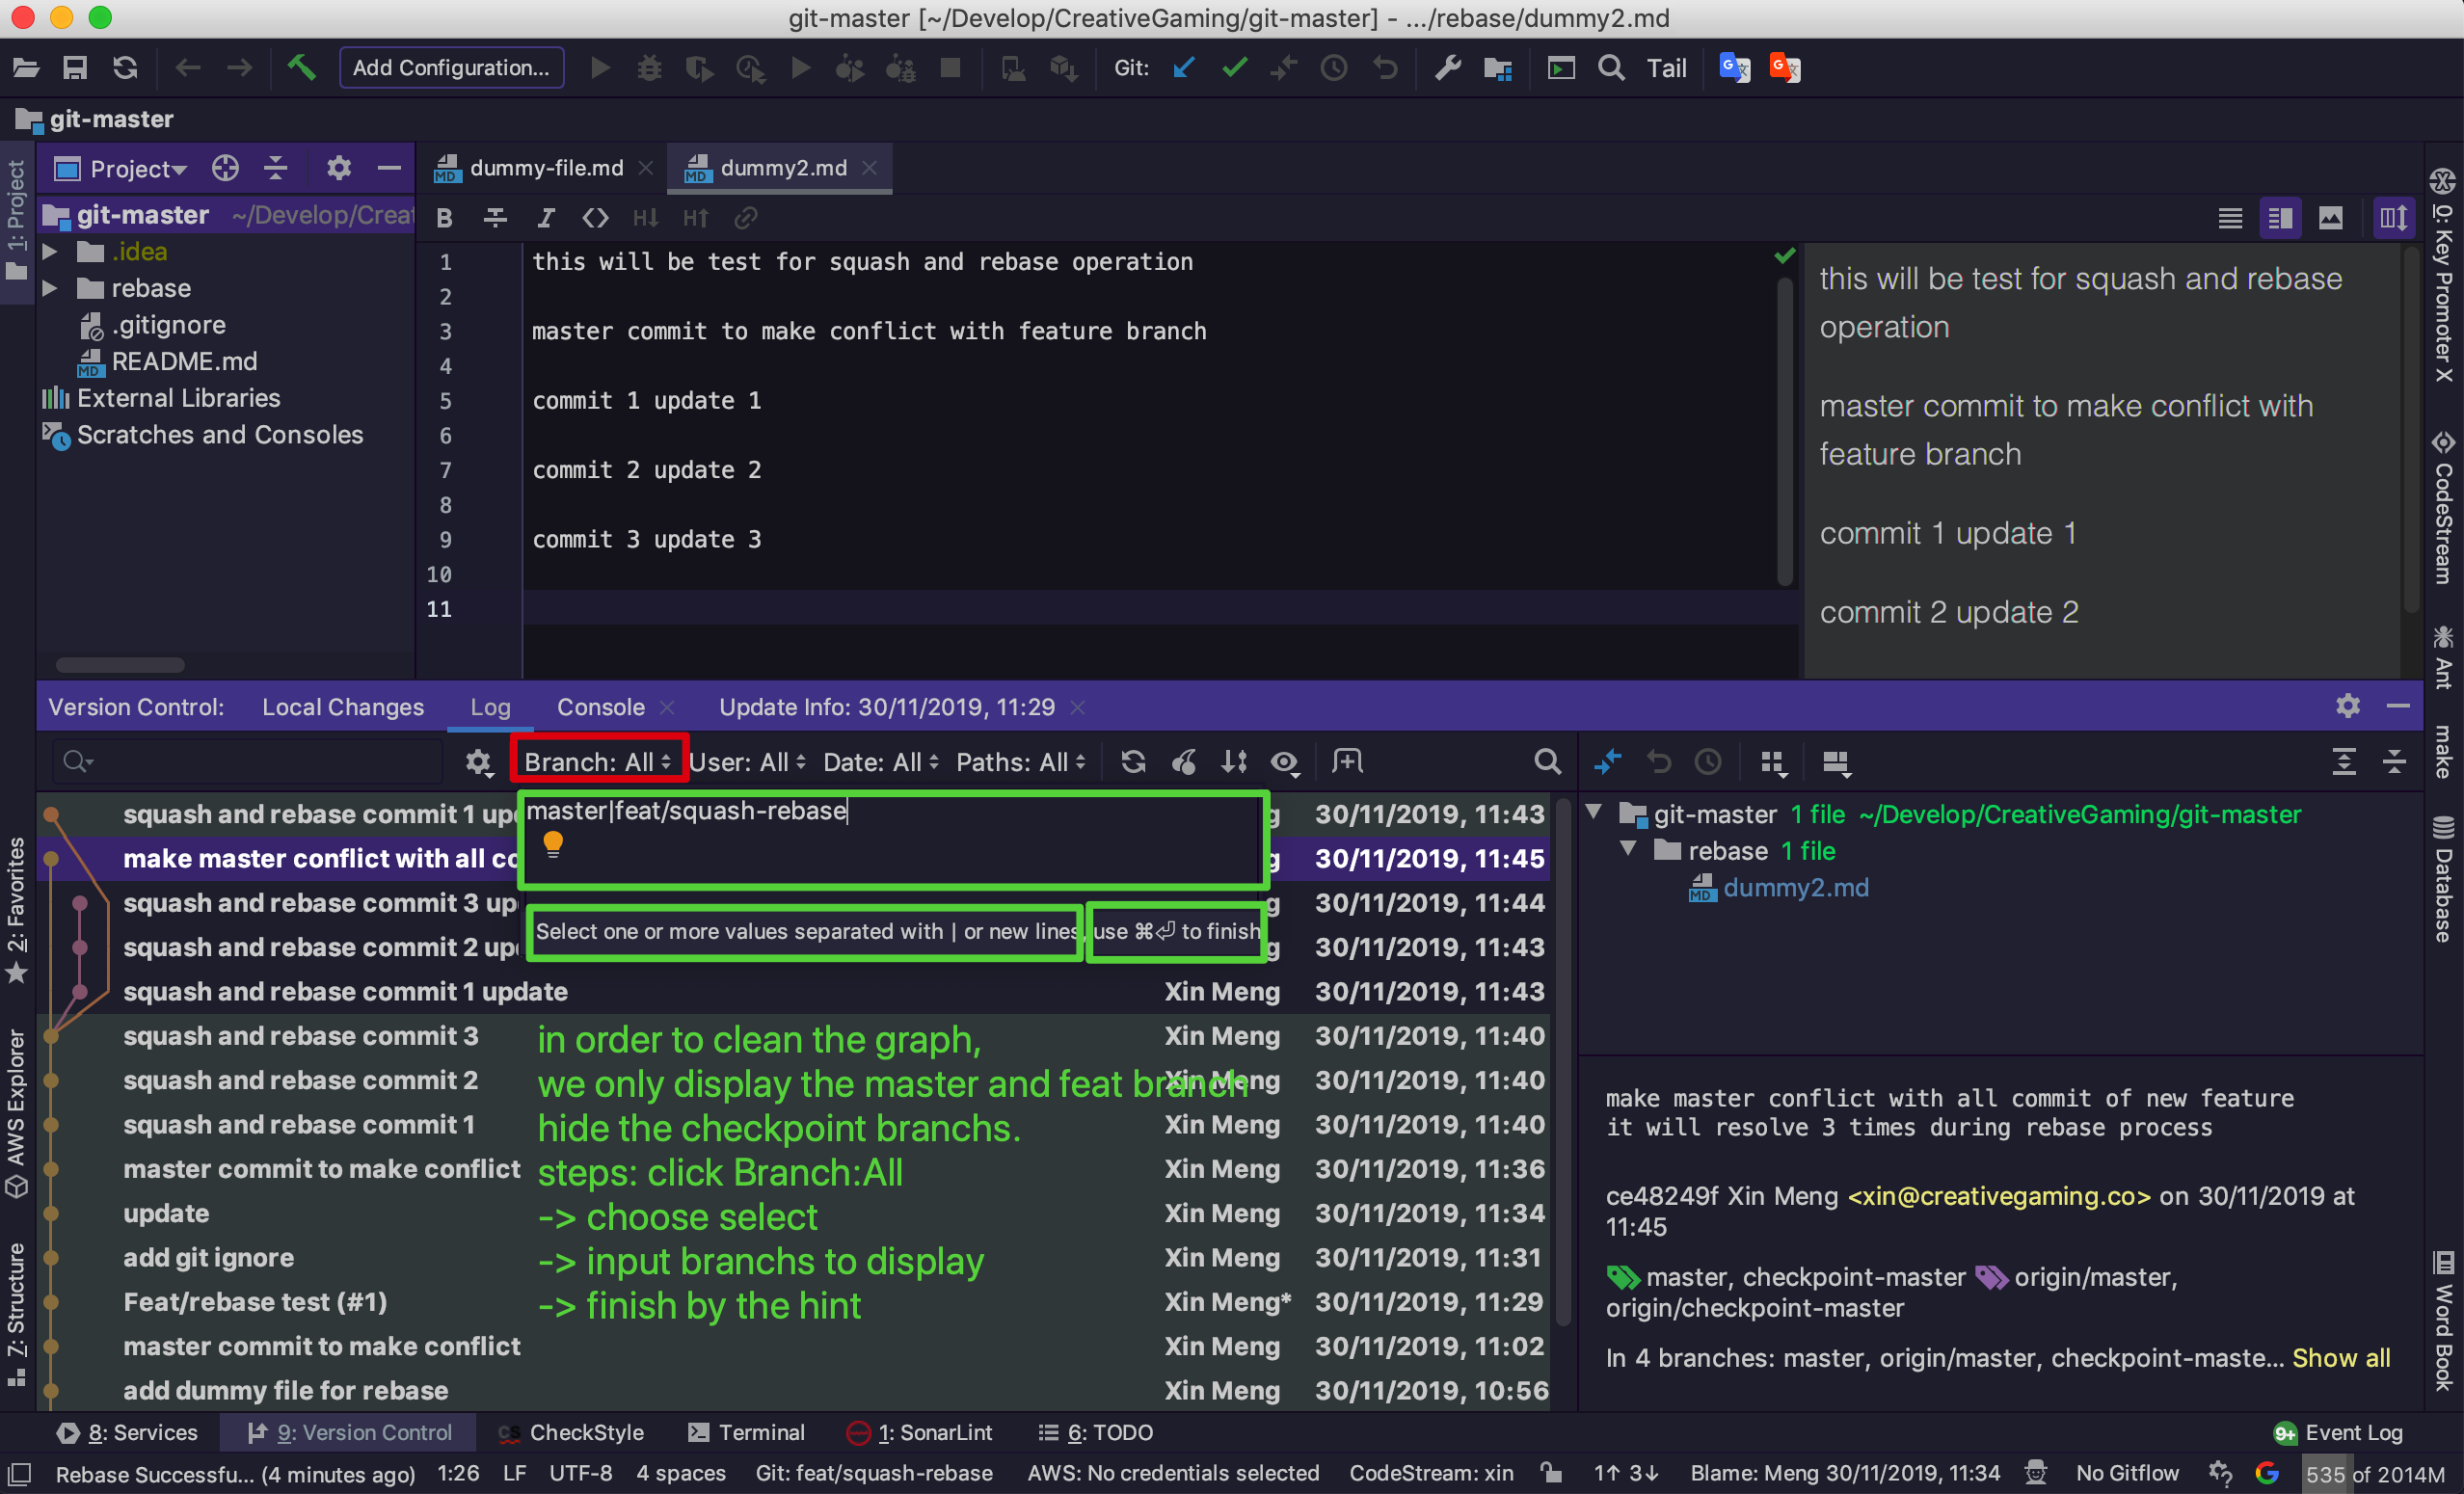 git-master [~/Develop/CreativeGaming/git-master] - .../rebase/dummy2.md
Add Configuration...
Git:
Tail
git-master
Project
dummy-file.md
dummy2.md
1: Project
git-master ~/Develop/Creat
.idea
rebase
.gitignore
README.md
External Libraries
Scratches and Consoles
B I <> H↓ H↑
1 this will be test for squash and rebase operation
2
3 master commit to make conflict with feature branch
4
5 commit 1 update 1
6
7 commit 2 update 2
8
9 commit 3 update 3
10
11
this will be test for squash and rebase
operation
master commit to make conflict with
feature branch
commit 1 update 1
commit 2 update 2
0: Key Promoter X
CodeStream
Ant
make
Database
Word Book
Version Control: Local Changes Log Console Update Info: 30/11/2019, 11:29
Branch: All User: All Date: All Paths: All
master|feat/squash-rebase
Select one or more values separated with | or new lines, use ⌘⏎ to finish
squash and rebase commit 1 up 30/11/2019, 11:43
make master conflict with all co 30/11/2019, 11:45
squash and rebase commit 3 up g 30/11/2019, 11:44
squash and rebase commit 2 up g 30/11/2019, 11:43
squash and rebase commit 1 update Xin Meng 30/11/2019, 11:43
squash and rebase commit 3 Xin Meng 30/11/2019, 11:40
squash and rebase commit 2 Xin Meng 30/11/2019, 11:40
squash and rebase commit 1 Xin Meng 30/11/2019, 11:40
master commit to make conflict Xin Meng 30/11/2019, 11:36
update Xin Meng 30/11/2019, 11:34
add git ignore Xin Meng 30/11/2019, 11:31
Feat/rebase test (#1) Xin Meng* 30/11/2019, 11:29
master commit to make conflict Xin Meng 30/11/2019, 11:02
add dummy file for rebase Xin Meng 30/11/2019, 10:56
in order to clean the graph,
we only display the master and feat branch
hide the checkpoint branchs.
steps: click Branch:All
-> choose select
-> input branchs to display
-> finish by the hint
git-master 1 file ~/Develop/CreativeGaming/git-master
rebase 1 file
dummy2.md
make master conflict with all commit of new feature
it will resolve 3 times during rebase process
ce48249f Xin Meng <xin@creativegaming.co> on 30/11/2019 at
11:45
master, checkpoint-master origin/master,
origin/checkpoint-master
In 4 branches: master, origin/master, checkpoint-maste... Show all
2: Favorites
AWS Explorer
7: Structure
8: Services 9: Version Control CheckStyle Terminal 1: SonarLint 6: TODO 9+ Event Log
Rebase Successfu... (4 minutes ago) 1:26 LF UTF-8 4 spaces Git: feat/squash-rebase AWS: No credentials selected CodeStream: xin 1↑ 3↓ Blame: Meng 30/11/2019, 11:34 No Gitflow 535 of 2014M